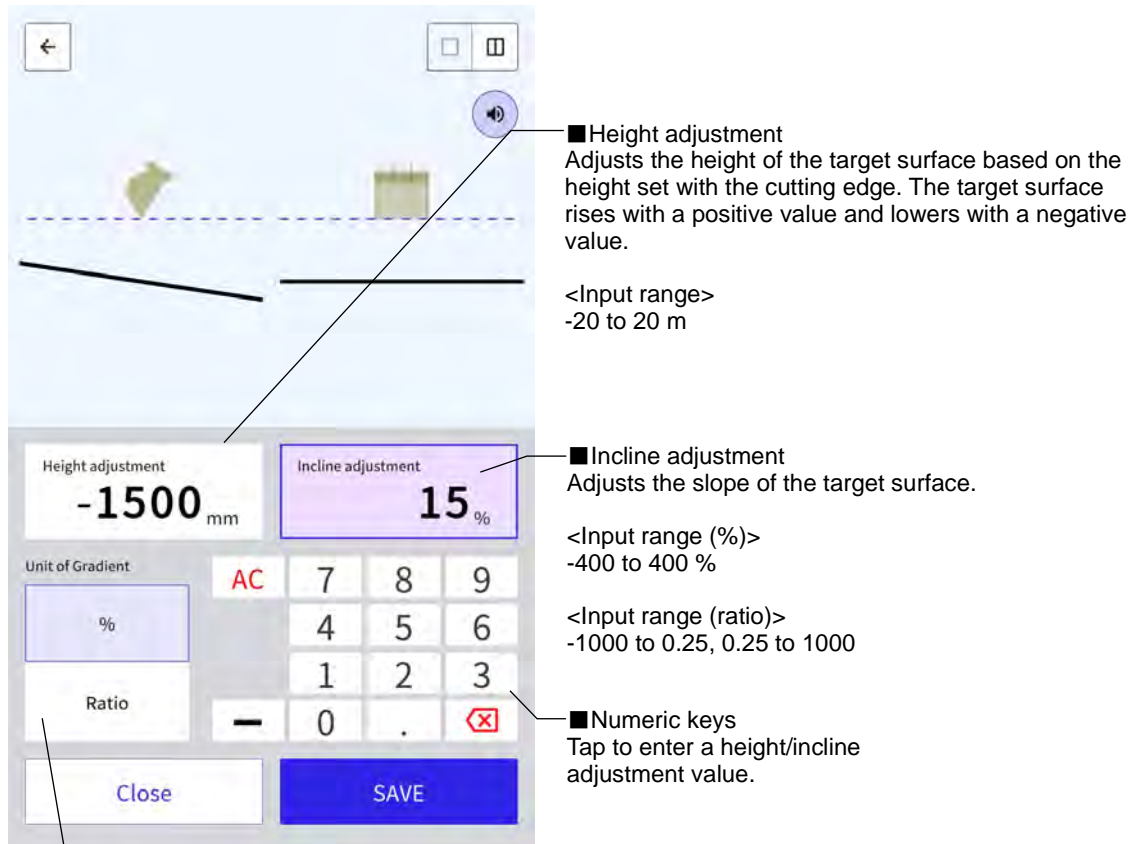 ■Height adjustment
Adjusts the height of the target surface based on the
height set with the cutting edge. The target surface
rises with a positive value and lowers with a negative
value.
<Input range>
-20 to 20 m
Height adjustment
-1500 mm
Incline adjustment
15 %
■Incline adjustment
Adjusts the slope of the target surface.
<Input range (%)>
-400 to 400 %
<Input range (ratio)>
-1000 to 0.25, 0.25 to 1000
Unit of Gradient
%
Ratio
AC 7 8 9
4 5 6
1 2 3
- 0 .
■Numeric keys
Tap to enter a height/incline
adjustment value.
Close
SAVE